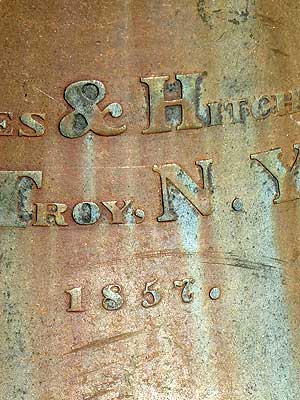 ES & HITCH
TROY. N. Y
1857.